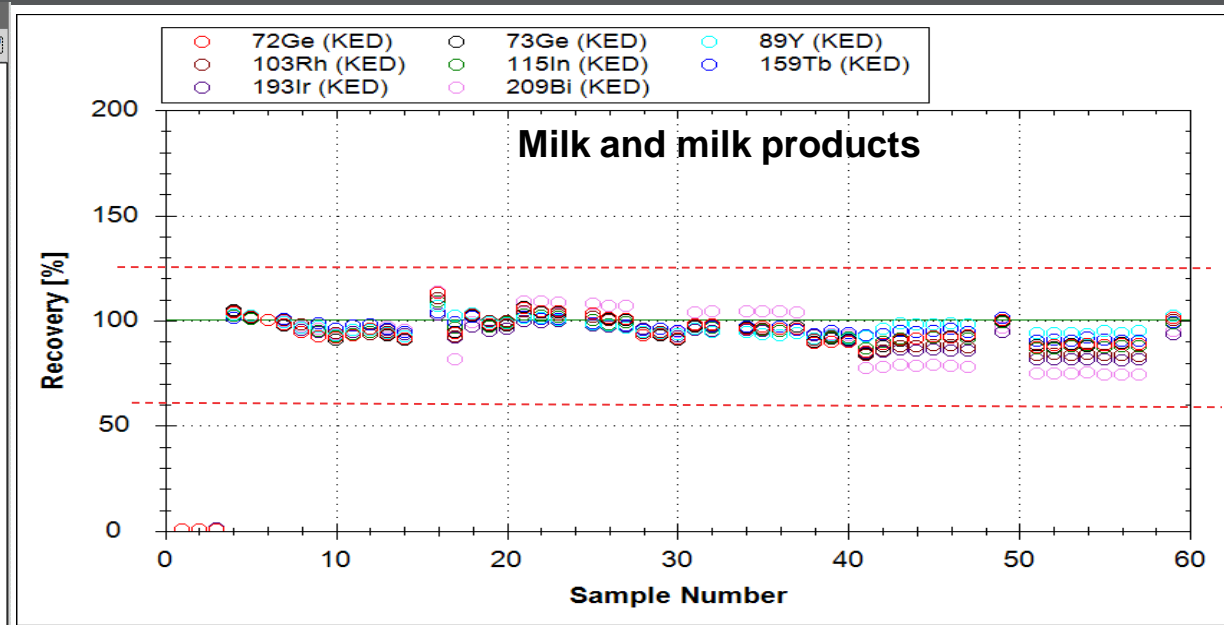 72Ge (KED) 73Ge (KED) 89Y (KED)
103Rh (KED) 115In (KED) 159Tb (KED)
193Ir (KED) 209Bi (KED)
Milk and milk products
200
150
100
50
0
Recovery [%]
0 10 20 30 40 50 60
Sample Number